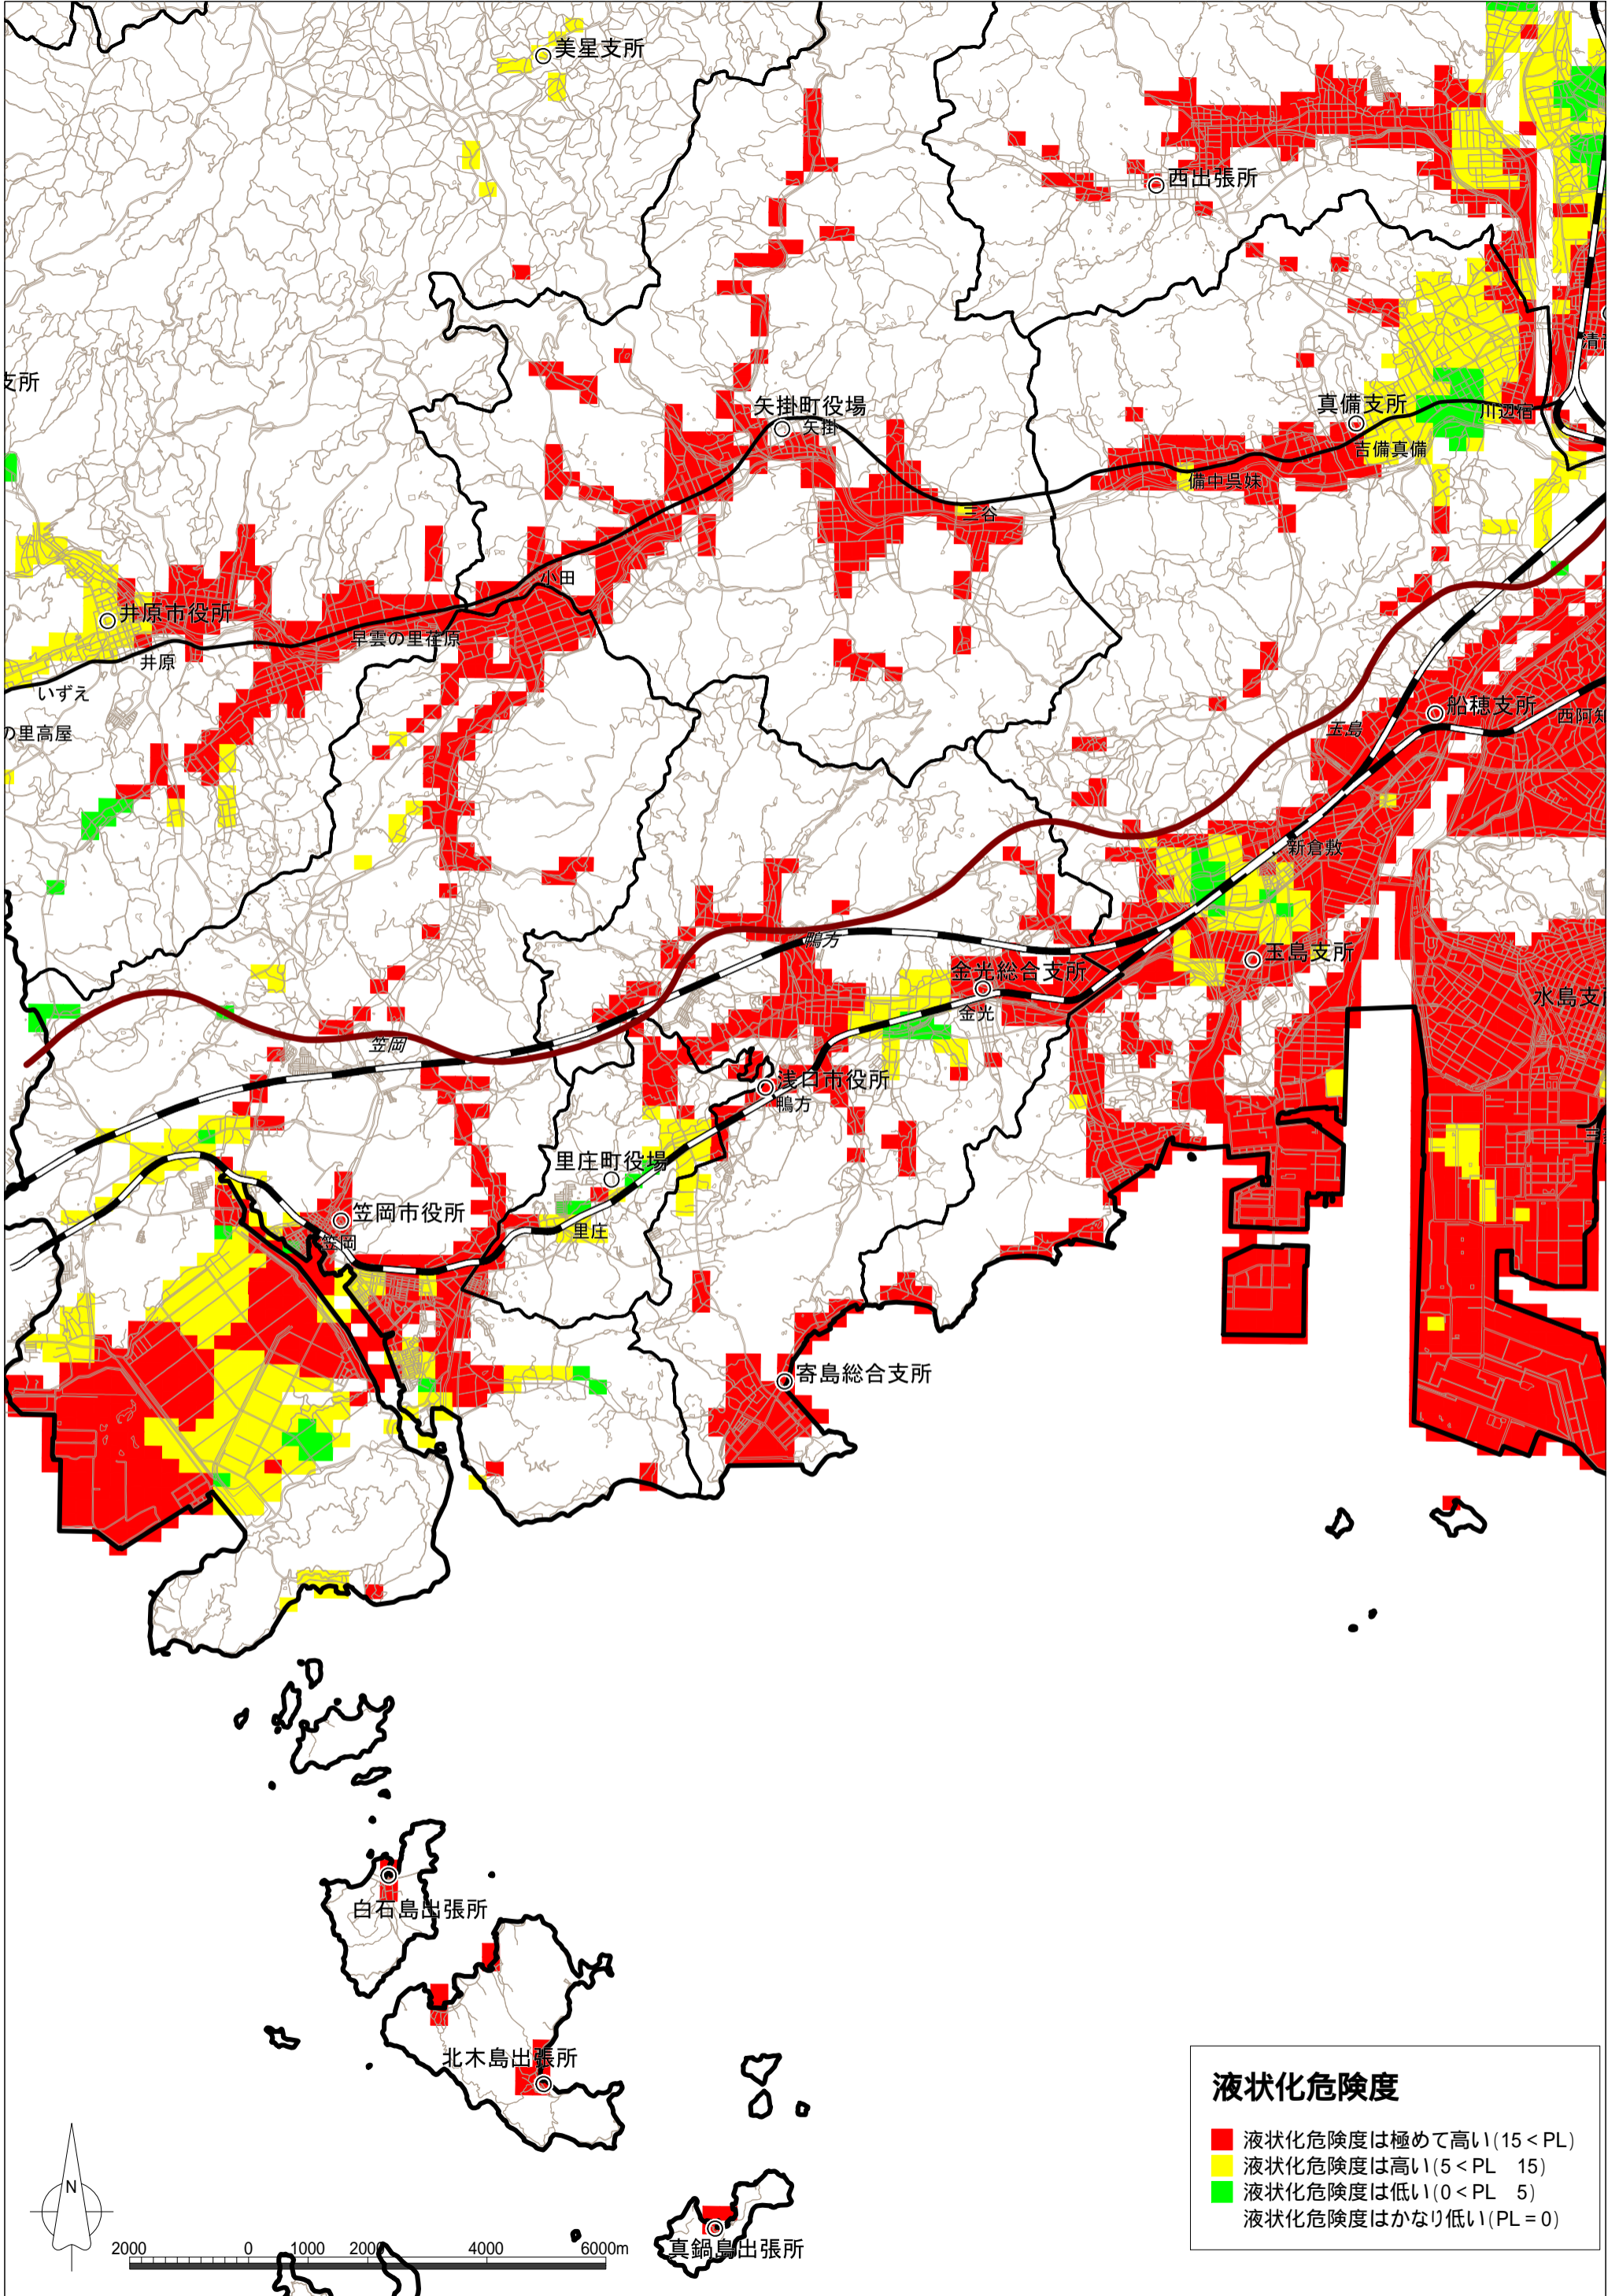 美星支所
西出張所
清音
支所
矢掛町役場
矢掛
真備支所
川辺宿
吉備真備
備中呉妹
三谷
小田
井原市役所
早雲の里荏原
井原
いずえ
の里高屋
船穂支所
西阿知
玉島
新倉敷
鴨方
玉島支所
金光総合支所
水島支所
金光
笠岡
浅口市役所
鴨方
里庄町役場
笠岡市役所
里庄
笠岡
寄島総合支所
白石島出張所
北木島出張所
真鍋島出張所
液状化危険度
液状化危険度は極めて高い(15<PL)
液状化危険度は高い(5<PL 15)
液状化危険度は低い(0<PL 5)
液状化危険度はかなり低い(PL=0)
N
2000 0 1000 2000 4000 6000m